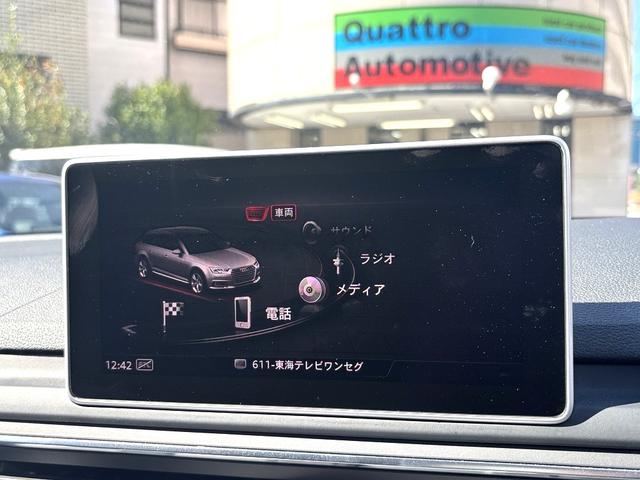 Quattro
Automotive
車両
サウンド
ラジオ
メディア
電話
12:42
611-東海テレビワンセグ